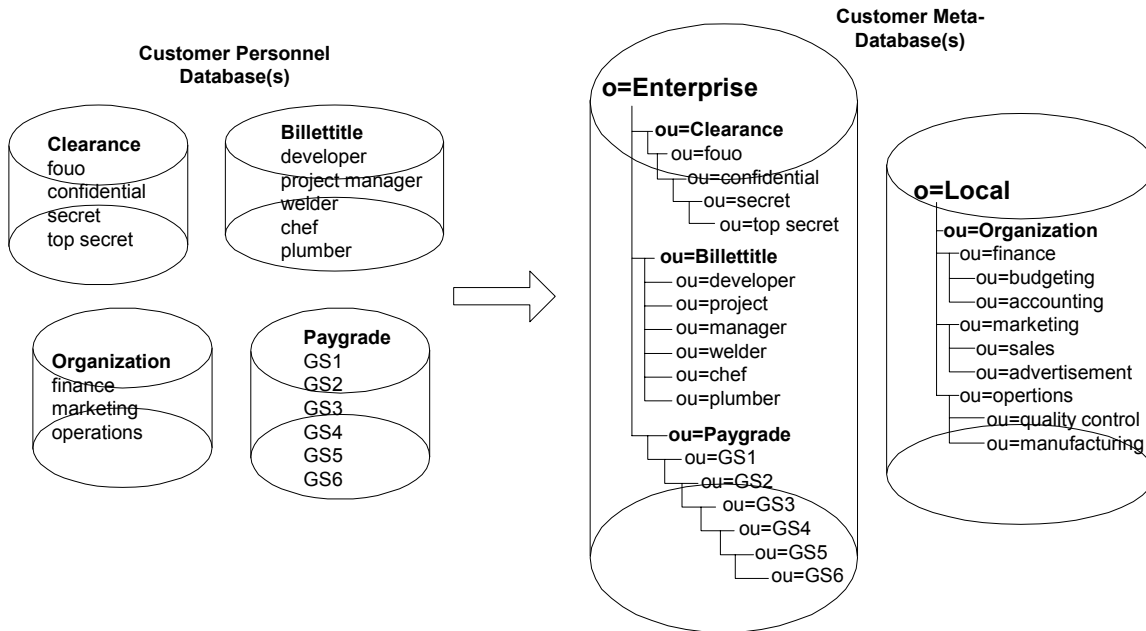 Customer Personnel
Database(s)
Clearance
fouo
confidential
secret
top secret
Billettitle
developer
project manager
welder
chef
plumber
Organization
finance
marketing
operations
Paygrade
GS1
GS2
GS3
GS4
GS5
GS6
Customer Meta-
Database(s)
o=Enterprise
ou=Clearance
ou=fouo
ou=confidential
ou=secret
ou=top secret
ou=Billettitle
ou=developer
ou=project
ou=manager
ou=welder
ou=chef
ou=plumber
ou=Paygrade
ou=GS1
ou=GS2
ou=GS3
ou=GS4
ou=GS5
ou=GS6
o=Local
ou=Organization
ou=finance
ou=budgeting
ou=accounting
ou=marketing
ou=sales
ou=advertisement
ou=opertions
ou=quality control
ou=manufacturing